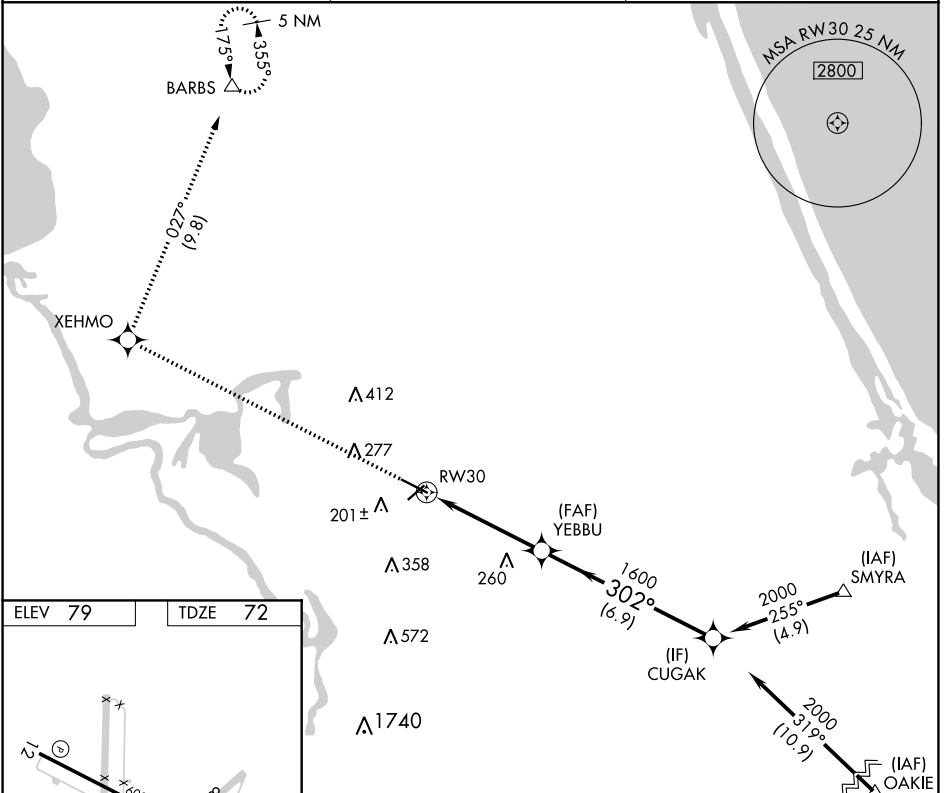 5 NM
175°
355°
BARBS
MSA RW30 25 NM
2800
027°
(9.8)
XEHMO
412
277
RW30
201±
(FAF)
YEBBU
358
260
1600
302°
(6.9)
(IAF)
SMYRA
2000
255°
(4.9)
ELEV 79
TDZE 72
572
(IF)
CUGAK
1740
2000
319°
(10.9)
(IAF)
OAKIE
X
X
12
P
X
X